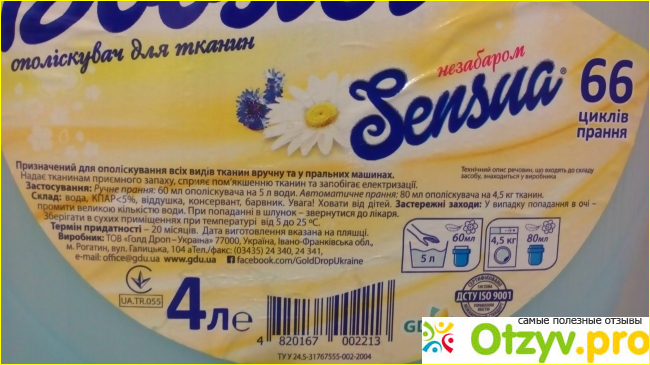 ополіскувач для тканин
незабаром
Sensua®
66
циклів
прання
Призначений для ополіскування всіх видів тканин вручну та у пральних машинах.
Надає тканинам приємного запаху, сприяє пом'якшенню тканин та запобігає електризації.
Застосування: Ручне прання: 60 мл ополіскувача на 5 л води. Автоматичне прання: 80 мл ополіскувача на 4,5 кг тканин.
Склад: вода, КПАР<5%, віддушка, консервант, барвник. Увага! Ховати від дітей. Застережні заходи: У випадку попадання в очі –
промити великою кількістю води. При попаданні в шлунок – звернутися до лікаря.
Зберігати в сухих приміщеннях при температурі від 5 до 25 °С.
Термін придатності – 20 місяців. Дата виготовлення вказана на пляшці.
Виробник: ТОВ «Голд Дроп – Україна» 77000, Україна, Івано-Франківська обл.,
м. Рогатин, вул. Галицька, 104 Тел./факс: (03435) 24 340, 24 341,
e-mail: office@gdu.ua www.gdu.ua facebook.com/GoldDropUkraine
Технічний опис речовин, що входять до складу
засобу, знаходиться у виробника
60мл
5 л
80мл
4,5 кг
UA.TR.055
4 лe
4 820167 002213
ТУ У 24.5-31767555-002-2004
ДСТУ ISO 9001
самые полезные отзывы
Otzyv.pro